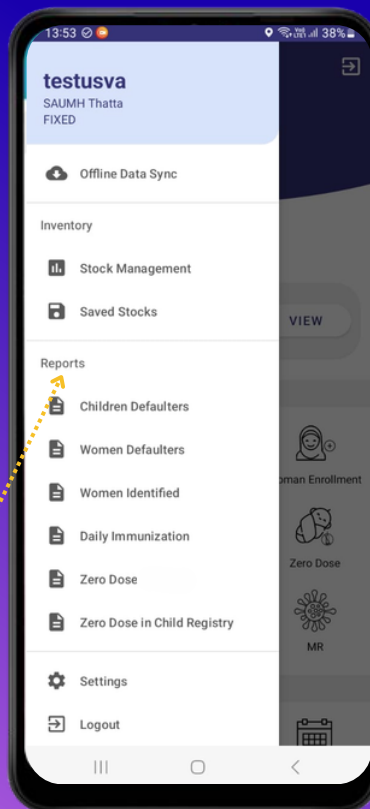 13:53
38%
testusva
SAUMH Thatta
FIXED
Offline Data Sync
Inventory
Stock Management
Saved Stocks
VIEW
Reports
Children Defaulters
Women Defaulters
oman Enrollment
Women Identified
Daily Immunization
Zero Dose
Zero Dose
Zero Dose in Child Registry
MR
Settings
Logout